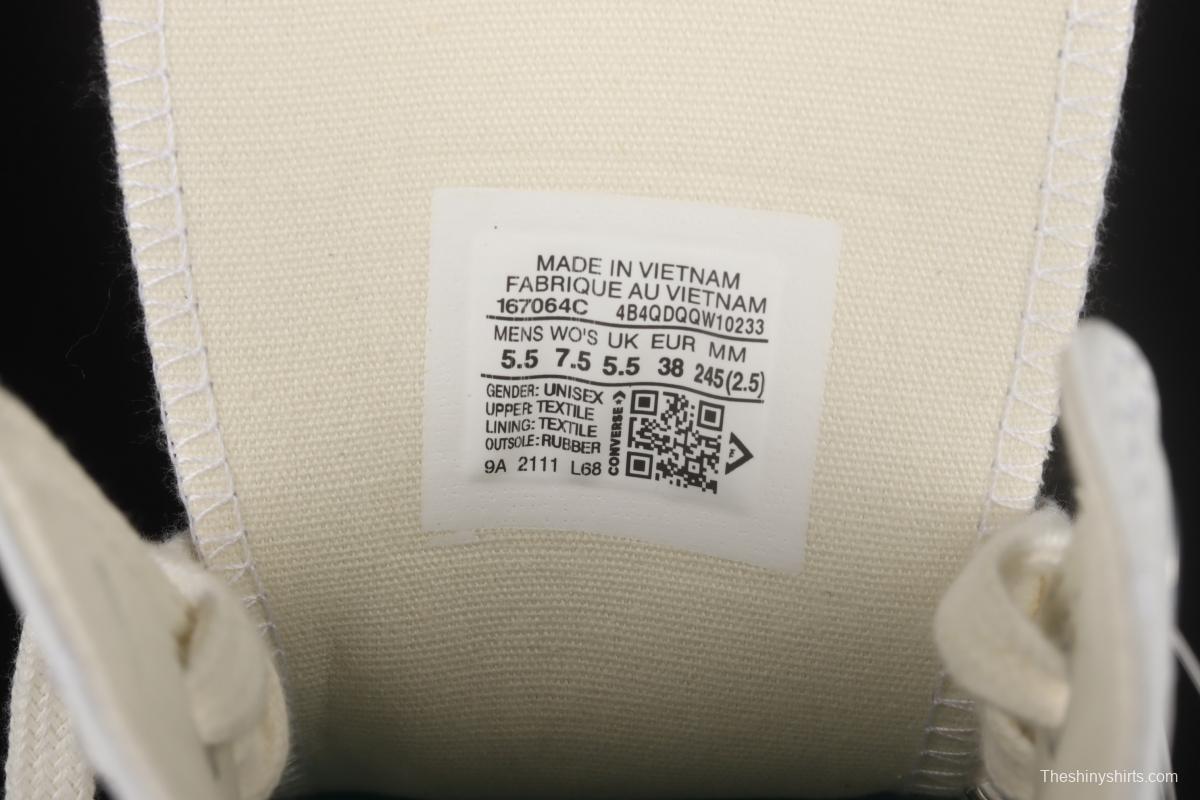 MADE IN VIETNAM
FABRIQUE AU VIETNAM
167064C 4B4QDQQW10233
MENS WO'S UK EUR MM
5.5 7.5 5.5 38 245(2.5)
GENDER: UNISEX
UPPER: TEXTILE
LINING: TEXTILE
OUTSOLE: RUBBER
9A 2111 L68
CONVERSE
Theshinyshirts.com